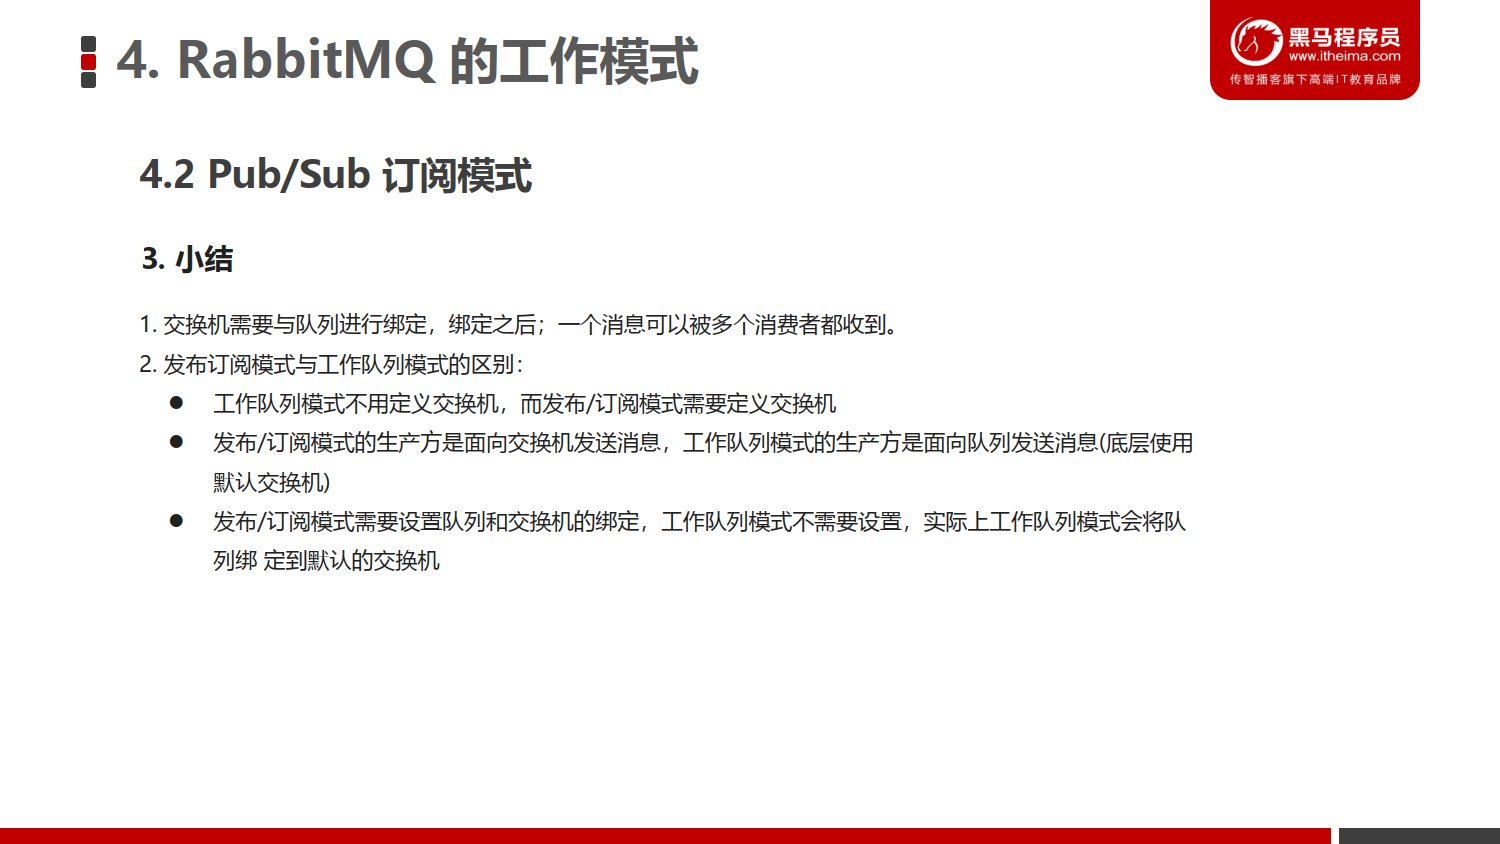 4. RabbitMQ 的工作模式
黑马程序员
www.itheima.com
传智播客旗下高端IT教育品牌
4.2 Pub/Sub 订阅模式
3. 小结
1. 交换机需要与队列进行绑定，绑定之后；一个消息可以被多个消费者都收到。
2. 发布订阅模式与工作队列模式的区别：
● 工作队列模式不用定义交换机，而发布/订阅模式需要定义交换机
● 发布/订阅模式的生产方是面向交换机发送消息，工作队列模式的生产方是面向队列发送消息(底层使用
默认交换机)
● 发布/订阅模式需要设置队列和交换机的绑定，工作队列模式不需要设置，实际上工作队列模式会将队
列绑 定到默认的交换机